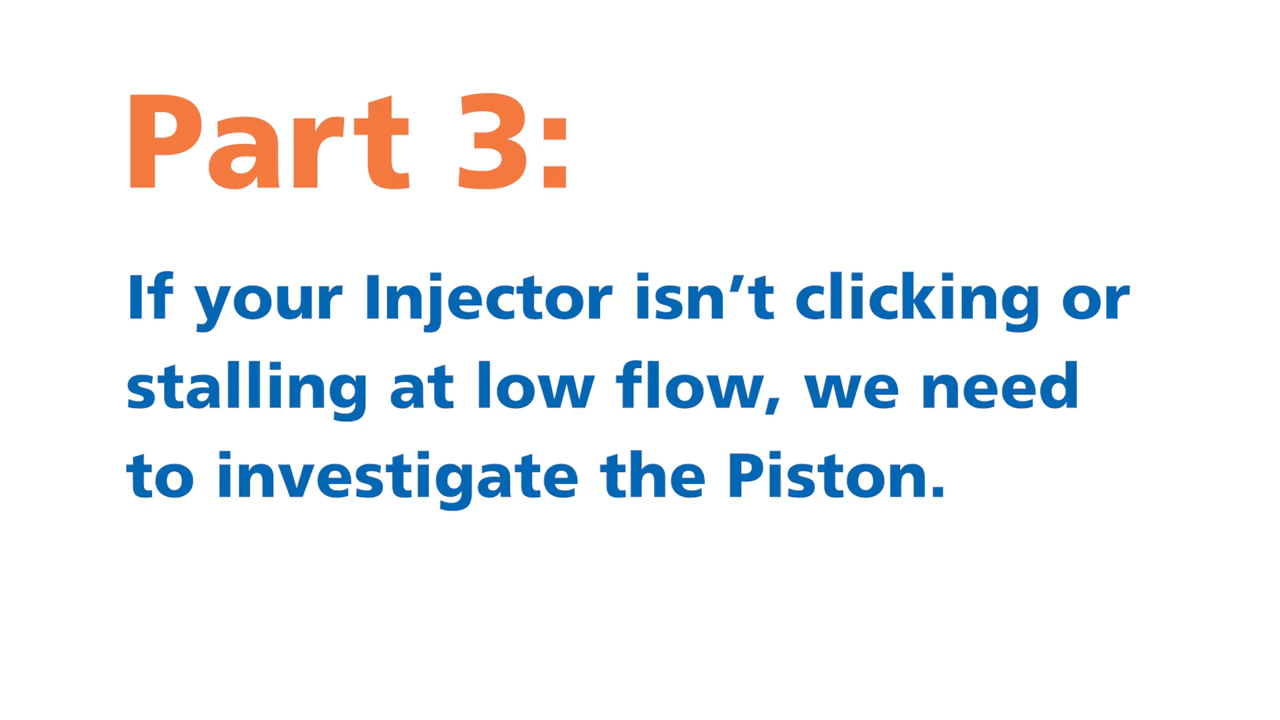 Part 3:
If your Injector isn’t clicking or
stalling at low flow, we need
to investigate the Piston.